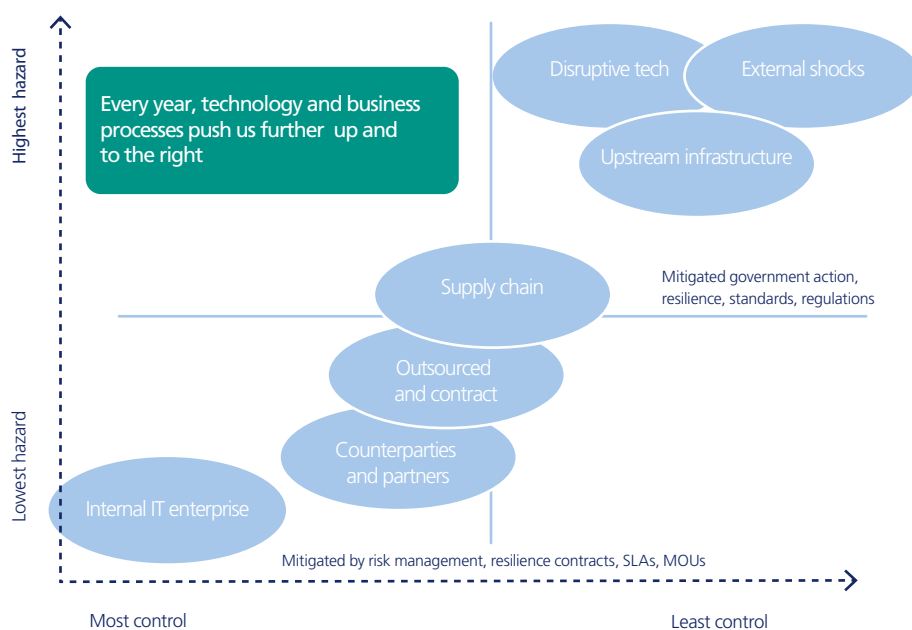 Highest hazard
Lowest hazard
Every year, technology and business
processes push us further up and
to the right
Disruptive tech
External shocks
Upstream infrastructure
Supply chain
Mitigated government action,
resilience, standards, regulations
Outsourced
and contract
Counterparties
and partners
Internal IT enterprise
Mitigated by risk management, resilience contracts, SLAs, MOUs
Most control
Least control